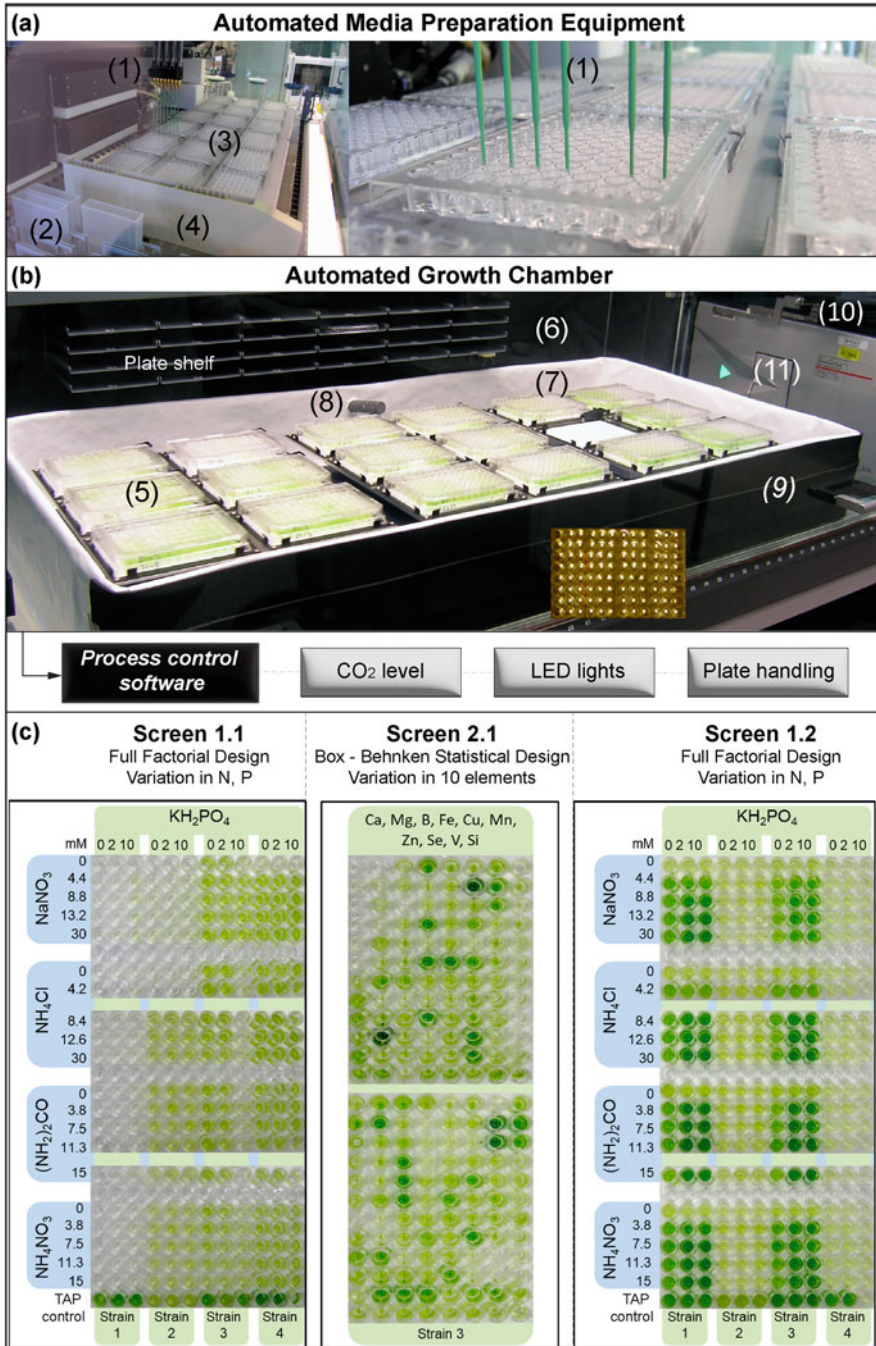 (a) Automated Media Preparation Equipment
(1)
(3)
(2)
(4)
(1)
(b) Automated Growth Chamber
Plate shelf
(6)
(10)
(11)
(7)
(8)
(5)
(9)
Process control software
CO₂ level
LED lights
Plate handling
(c)
Screen 1.1
Full Factorial Design
Variation in N, P
Screen 2.1
Box - Behnken Statistical Design
Variation in 10 elements
Screen 1.2
Full Factorial Design
Variation in N, P
KH₂PO₄
mM 0 2 10 0 2 10 0 2 10 0 2 10
NaNO₃
0
4.4
8.8
13.2
30
NH₄Cl
0
4.2
8.4
12.6
30
(NH₂)₂CO
0
3.8
7.5
11.3
15
NH₄NO₃
0
3.8
7.5
11.3
15
TAP
control
Strain 1
Strain 2
Strain 3
Strain 4
Ca, Mg, B, Fe, Cu, Mn,
Zn, Se, V, Si
Strain 3
KH₂PO₄
mM 0 2 10 0 2 10 0 2 10 0 2 10
NaNO₃
0
4.4
8.8
13.2
30
NH₄Cl
0
4.2
8.4
12.6
30
(NH₂)₂CO
0
3.8
7.5
11.3
15
NH₄NO₃
0
3.8
7.5
11.3
15
TAP
control
Strain 1
Strain 2
Strain 3
Strain 4